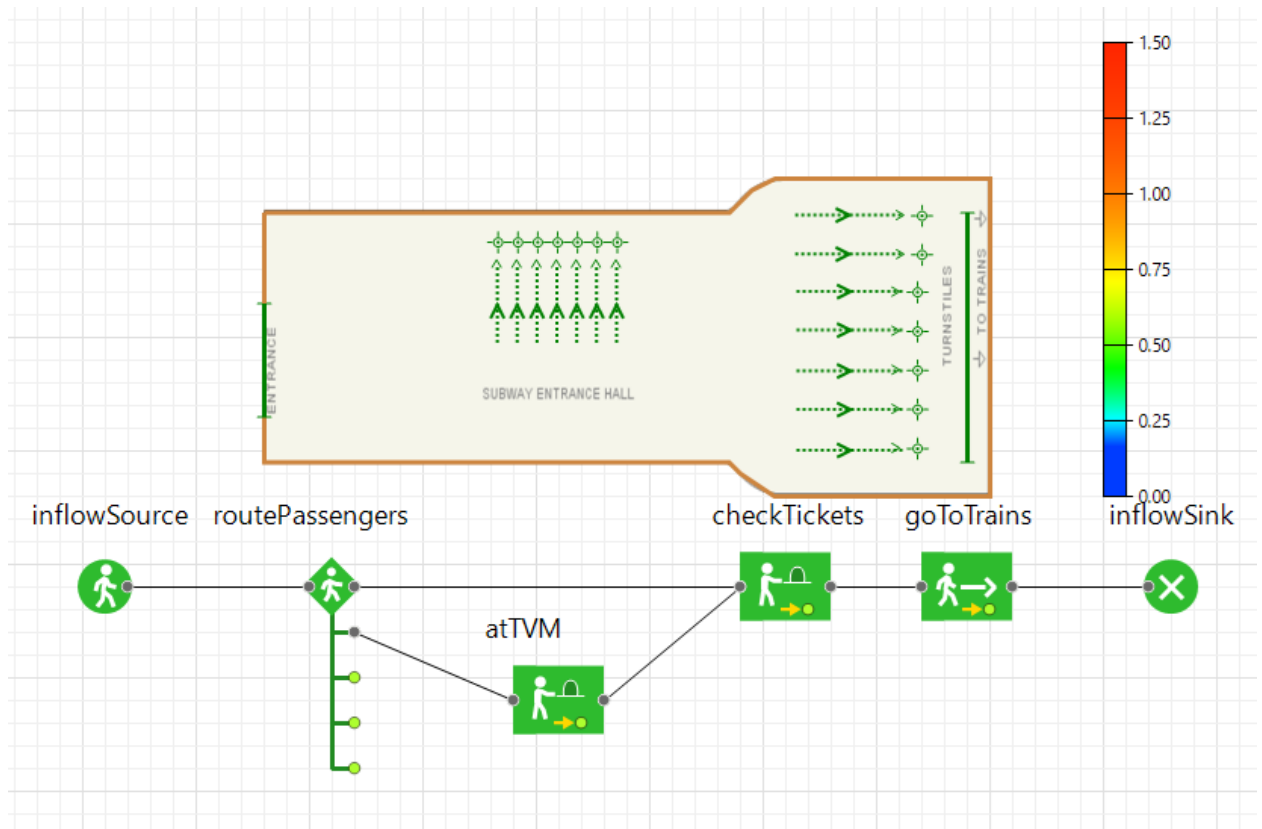 1.50
1.25
1.00
0.75
0.50
0.25
0.00
ENTRANCE
SUBWAY ENTRANCE HALL
TURNSTILES
TO TRAINS
inflowSource
routePassengers
checkTickets
goToTrains
inflowSink
atTVM